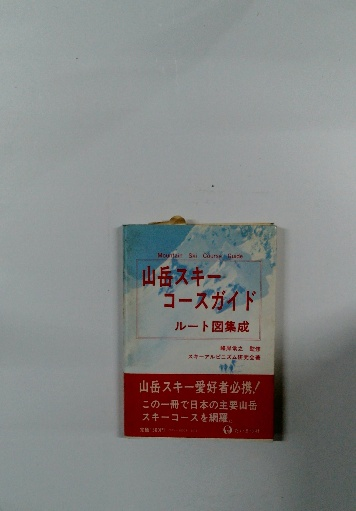 Mountain Ski Course Guide
山岳スキー
コースガイド
ルート図集成
スキーアルピニズム研究会著
山岳スキー愛好者必携！
この一冊で日本の主要山岳
スキーコースを網羅。